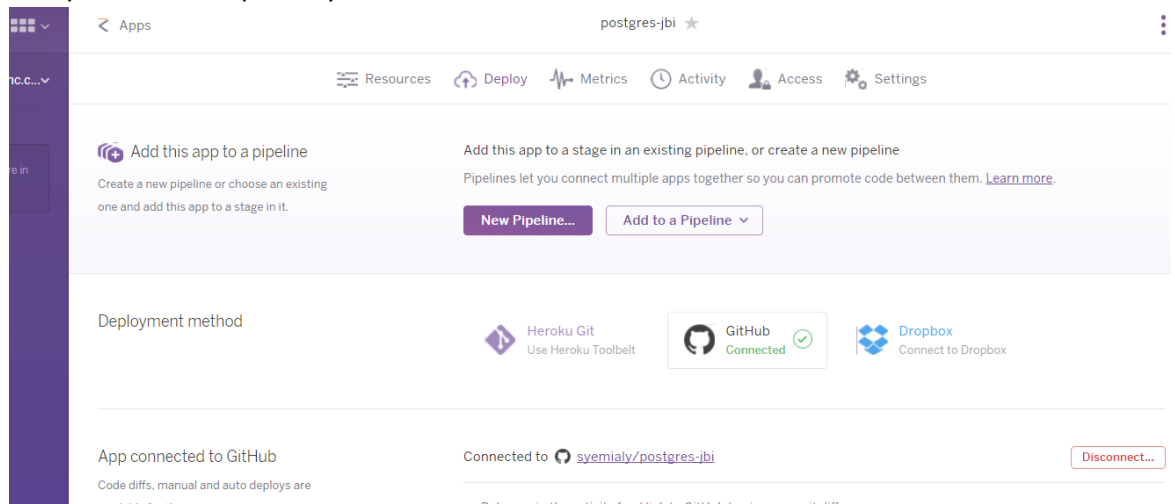 Apps
postgres-jbi
Resources Deploy Metrics Activity Access Settings
Add this app to a pipeline
Create a new pipeline or choose an existing
one and add this app to a stage in it.
Add this app to a stage in an existing pipeline, or create a new pipeline
Pipelines let you connect multiple apps together so you can promote code between them. Learn more.
New Pipeline... Add to a Pipeline
Deployment method
Heroku Git
Use Heroku Toolbelt
GitHub
Connected
Dropbox
Connect to Dropbox
App connected to GitHub
Code diffs, manual and auto deploys are
Connected to syemialy/postgres-jbi
Disconnect...